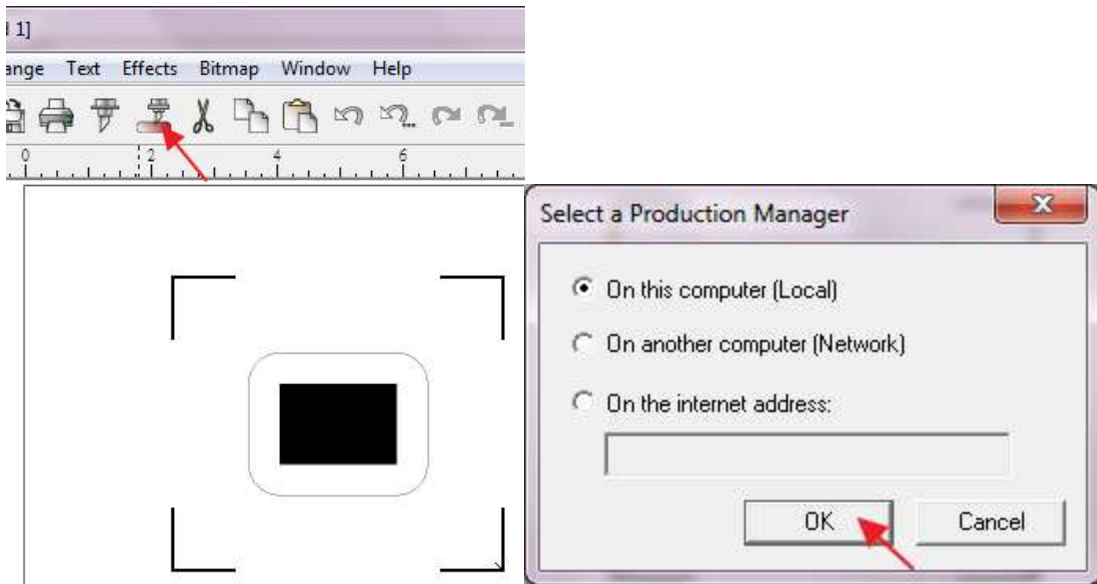 1]
ange Text Effects Bitmap Window Help
0 2 4 6
Select a Production Manager
On this computer (Local)
On another computer (Network)
On the internet address:
OK Cancel